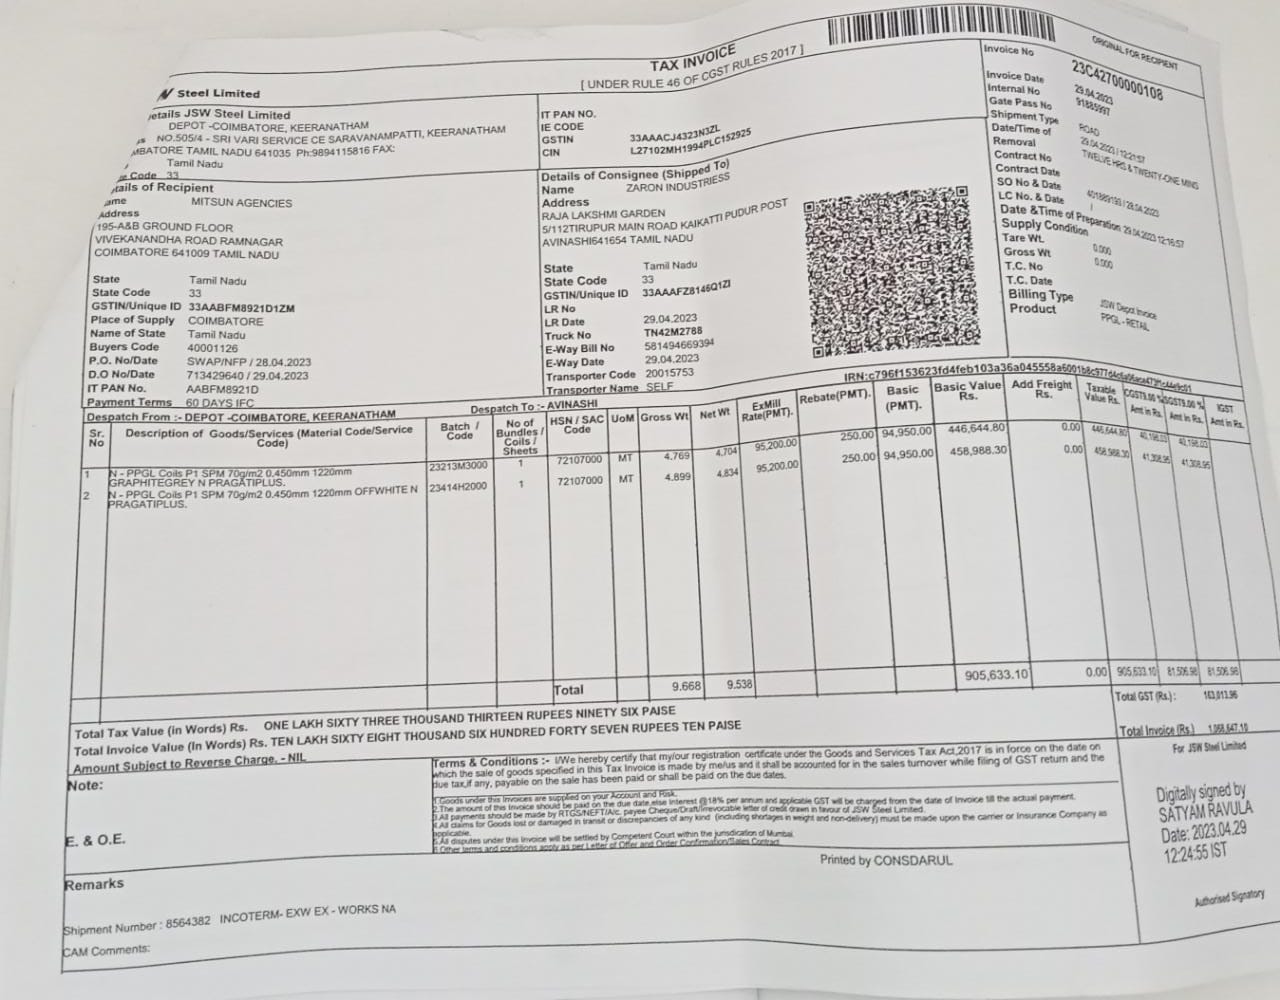 TAX INVOICE
[ UNDER RULE 46 OF CGST RULES 2017 ]
ORIGINAL FOR RECIPIENT
Steel Limited
etails JSW Steel Limited
DEPOT -COIMBATORE, KEERANATHAM
NO.505/4 - SRI VARI SERVICE CE SARAVANAMPATTI, KEERANATHAM
MBATORE TAMIL NADU 641035 Ph:9894115816 FAX:
Tamil Nadu
Code 33
IT PAN NO.
IE CODE
GSTIN 33AAACJ4323N3ZL
CIN L27102MH1994PLC152925
Invoice No 23C42700000108
Invoice Date 29.04.2023
Internal No 91885997
Gate Pass No
Shipment Type ROAD
Date/Time of Removal 29.04.2023 / 12:21:57
TWELVE HRS & TWENTY-ONE MINS
Contract No
Contract Date
SO No & Date 401889193 / 28.04.2023
LC No. & Date /
Date &Time of Preparation 29.04.2023 12:16:57
Supply Condition
Tare Wt. 0.000
Gross Wt 0.000
T.C. No
T.C. Date
Billing Type JSW Depot Invoice
Product PPGL - RETAIL
tails of Recipient
ame MITSUN AGENCIES
Address
195-A&B GROUND FLOOR
VIVEKANANDHA ROAD RAMNAGAR
COIMBATORE 641009 TAMIL NADU
State Tamil Nadu
State Code 33
GSTIN/Unique ID 33AABFM8921D1ZM
Place of Supply COIMBATORE
Name of State Tamil Nadu
Buyers Code 40001126
P.O. No/Date SWAP/NFP / 28.04.2023
D.O No/Date 713429640 / 29.04.2023
IT PAN No. AABFM8921D
Payment Terms 60 DAYS IFC
Details of Consignee (Shipped To)
Name ZARON INDUSTRIESS
Address
RAJA LAKSHMI GARDEN
5/112TIRUPUR MAIN ROAD KAIKATTI PUDUR POST
AVINASHI641654 TAMIL NADU
State Tamil Nadu
State Code 33
GSTIN/Unique ID 33AAAFZ8146Q1ZI
LR No
LR Date 29.04.2023
Truck No TN42M2788
E-Way Bill No 581494669394
E-Way Date 29.04.2023
Transporter Code 20015753
Transporter Name SELF
Despatch From :- DEPOT -COIMBATORE, KEERANATHAM Despatch To :- AVINASHI
Sr. No Description of Goods/Services (Material Code/Service Code) Batch / Code No of Bundles / Coils / Sheets HSN / SAC Code UoM Gross Wt Net Wt ExMill Rate(PMT). Rebate(PMT). Basic (PMT). Basic Value Rs. Add Freight Rs. Taxable Value Rs. CGST9.00 % Amt in Rs. SGST9.00 % Amt in Rs. IGST Amt in Rs.
1 N - PPGL Coils P1 SPM 70g/m2 0.450mm 1220mm GRAPHITEGREY N PRAGATIPLUS. 23213M3000 1 72107000 MT 4.769 4.704 95,200.00 250.00 94,950.00 446,644.80 0.00 446,644.80 40,198.03 40,198.03
2 N - PPGL Coils P1 SPM 70g/m2 0.450mm 1220mm OFFWHITE N PRAGATIPLUS. 23414H2000 1 72107000 MT 4.899 4.834 95,200.00 250.00 94,950.00 458,988.30 0.00 458,988.30 41,308.95 41,308.95
Total 9.668 9.538 905,633.10 0.00 905,633.10 81,506.98 81,506.98
Total Tax Value (in Words) Rs. ONE LAKH SIXTY THREE THOUSAND THIRTEEN RUPEES NINETY SIX PAISE
Total GST (Rs.) : 163,013.96
Total Invoice Value (In Words) Rs. TEN LAKH SIXTY EIGHT THOUSAND SIX HUNDRED FORTY SEVEN RUPEES TEN PAISE
Total Invoice (Rs.) 1,068,647.10
Amount Subject to Reverse Charge. - NIL
Note:
E. & O.E.
Terms & Conditions :- I/We hereby certify that my/our registration certificate under the Goods and Services Tax Act,2017 is in force on the date on
which the sale of goods specified in this Tax Invoice is made by me/us and it shall be accounted for in the sales turnover while filing of GST return and the
due tax,if any, payable on the sale has been paid or shall be paid on the due dates.
1.Goods under this Invoices are supplied on your Account and Risk.
2.The amount of this Invoice should be paid on the due date,else Interest @18% per annum and applicable GST will be charged from the date of Invoice till the actual payment.
3.All payments should be made by RTGS/NEFT/A/c. payee Cheque/Draft/Irrevocable letter of credit drawn in favour of JSW Steel Limited.
4.All claims for Goods lost or damaged in transit or discrepancies of any kind (including shortages in weight and non-delivery) must be made upon the carrier or Insurance Company as
applicable.
5.All disputes under this Invoice will be settled by Competent Court within the jurisdication of Mumbai.
6.Other terms and conditions apply as per Letter of Offer and Order Confirmation/Sales Contract.
For JSW Steel Limited
Digitally signed by
SATYAM RAVULA
Date: 2023.04.29
12:24:55 IST
Authorised Signatory
Printed by CONSDARUL
Remarks
Shipment Number : 8564382 INCOTERM- EXW EX - WORKS NA
CAM Comments: